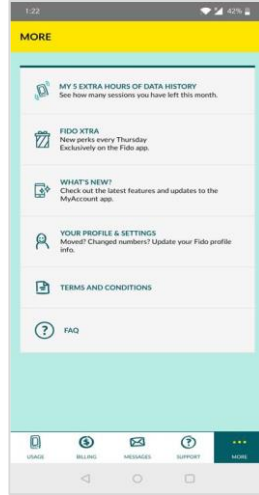 1:22
42%
MORE
MY 5 EXTRA HOURS OF DATA HISTORY
See how many sessions you have left this month.
FIDO XTRA
New perks every Thursday
Exclusively on the Fido app.
WHAT'S NEW?
Check out the latest features and updates to the
MyAccount app.
YOUR PROFILE & SETTINGS
Moved? Changed numbers? Update your Fido profile
info.
TERMS AND CONDITIONS
FAQ
USAGE BILLING MESSAGES SUPPORT MORE